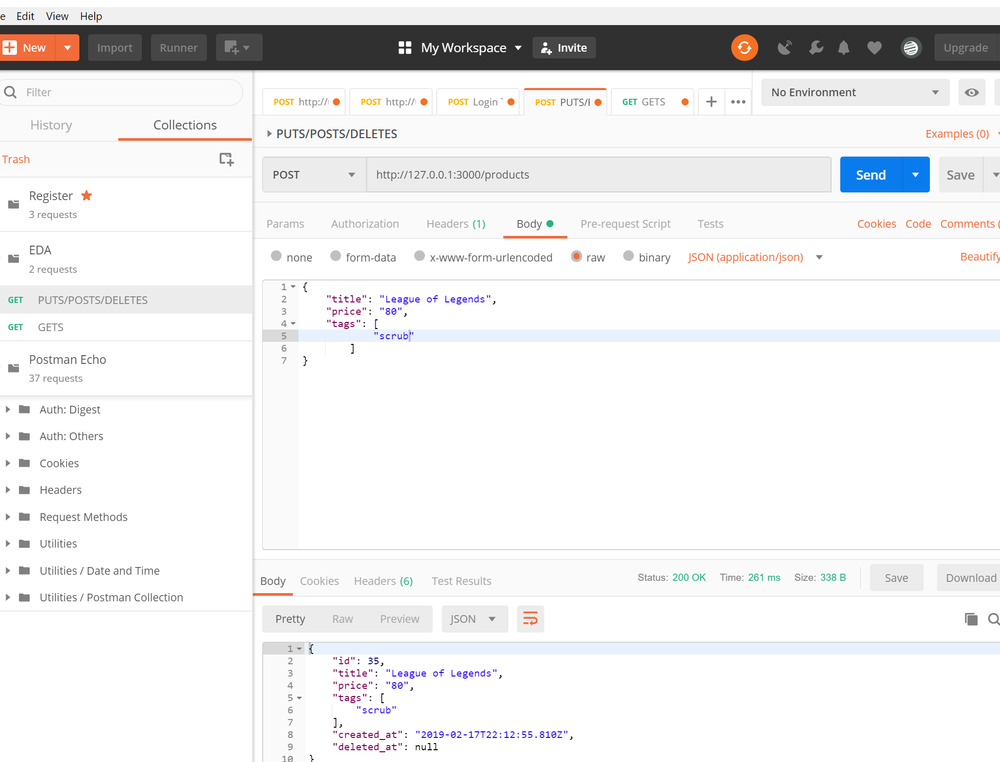 e Edit View Help
New Import Runner My Workspace Invite Upgrade
Filter
History Collections
Trash
Register
3 requests
EDA
2 requests
GET PUTS/POSTS/DELETES
GET GETS
Postman Echo
37 requests
Auth: Digest
Auth: Others
Cookies
Headers
Request Methods
Utilities
Utilities / Date and Time
Utilities / Postman Collection
POST http:// POST http:// POST Login POST PUTS/ GET GETS
No Environment
PUTS/POSTS/DELETES Examples (0)
POST http://127.0.0.1:3000/products Send Save
Params Authorization Headers (1) Body Pre-request Script Tests Cookies Code Comments (
none form-data x-www-form-urlencoded raw binary JSON (application/json) Beautify
1 {
2 "title": "League of Legends",
3 "price": "80",
4 "tags": [
5 "scrub"
6 ]
7 }
Body Cookies Headers (6) Test Results Status: 200 OK Time: 261 ms Size: 338 B Save Download
Pretty Raw Preview JSON
1 {
2 "id": 35,
3 "title": "League of Legends",
4 "price": "80",
5 "tags": [
6 "scrub"
7 ],
8 "created_at": "2019-02-17T22:12:55.810Z",
9 "deleted_at": null
10 }